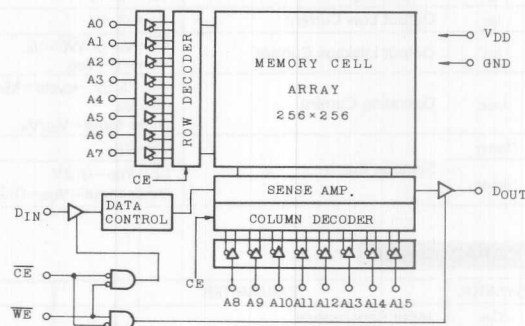 A0
A1
A2
A3
A4
A5
A6
A7
ROW DECODER
MEMORY CELL
ARRAY
256×256
VDD
GND
CE
SENSE AMP.
COLUMN DECODER
DOUT
DIN
DATA
CONTROL
CE
CE
WE
A8 A9 A10 A11 A12 A13 A14 A15